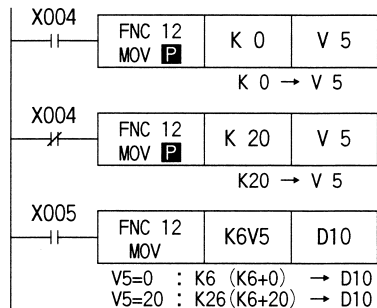 X004
FNC 12
MOV P
K 0
V 5
K 0 → V 5
X004
FNC 12
MOV P
K 20
V 5
K20 → V 5
X005
FNC 12
MOV
K6V5
D10
V5=0 : K6 (K6+0) → D10
V5=20 : K26(K6+20) → D10